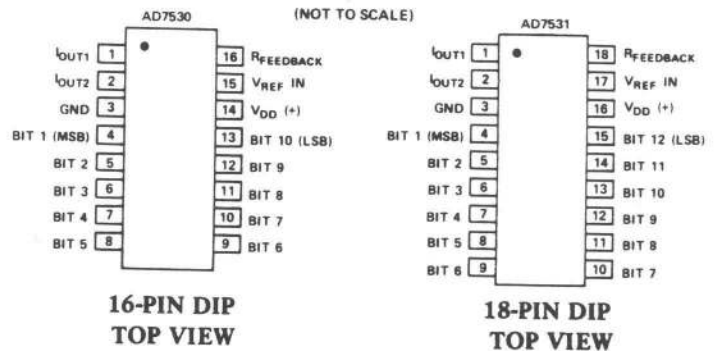 (NOT TO SCALE)
AD7530
IOUT1 1
IOUT2 2
GND 3
BIT 1 (MSB) 4
BIT 2 5
BIT 3 6
BIT 4 7
BIT 5 8
16 RFEEDBACK
15 VREF IN
14 VDD (+)
13 BIT 10 (LSB)
12 BIT 9
11 BIT 8
10 BIT 7
9 BIT 6
16-PIN DIP
TOP VIEW
AD7531
IOUT1 1
IOUT2 2
GND 3
BIT 1 (MSB) 4
BIT 2 5
BIT 3 6
BIT 4 7
BIT 5 8
BIT 6 9
18 RFEEDBACK
17 VREF IN
16 VDD (+)
15 BIT 12 (LSB)
14 BIT 11
13 BIT 10
12 BIT 9
11 BIT 8
10 BIT 7
18-PIN DIP
TOP VIEW